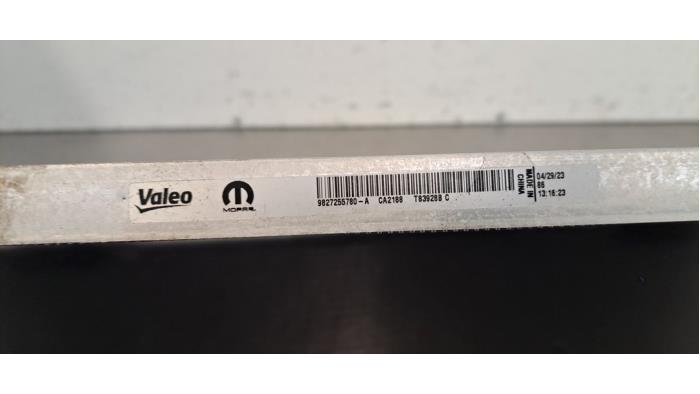 Valeo
MOPAR
9827255780-A CA2188 T839288 C
MADE IN
CHINA
04/29/23
86
13:16:23